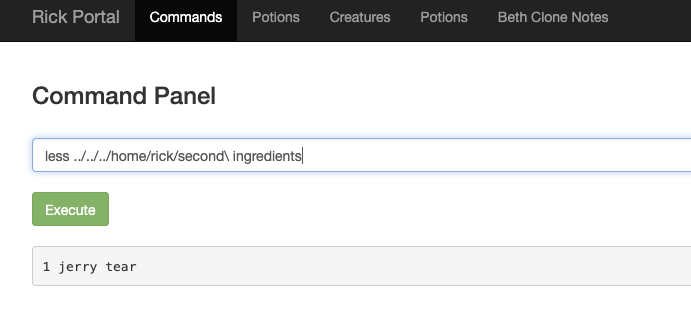 Rick Portal Commands Potions Creatures Potions Beth Clone Notes
Command Panel
less ../../../home/rick/second\ ingredients
Execute
1 jerry tear